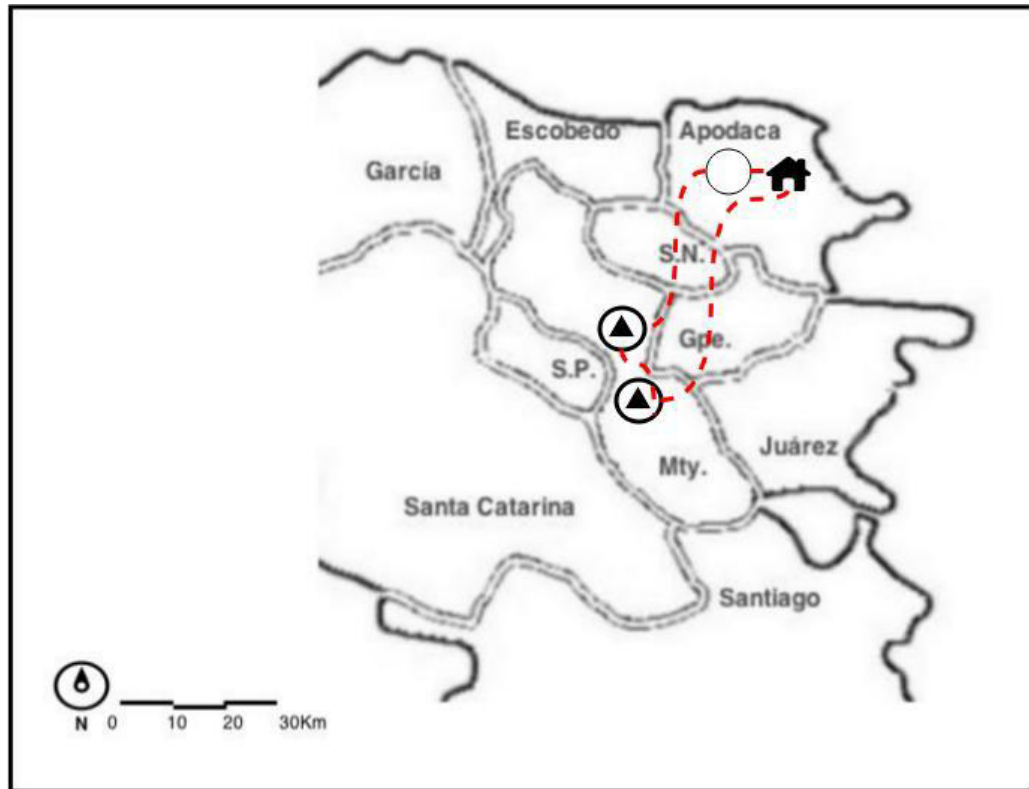 Escobedo
Apodaca
García
S.N.
Gpe.
S.P.
Juárez
Mty.
Santa Catarina
Santiago
N 0 10 20 30Km